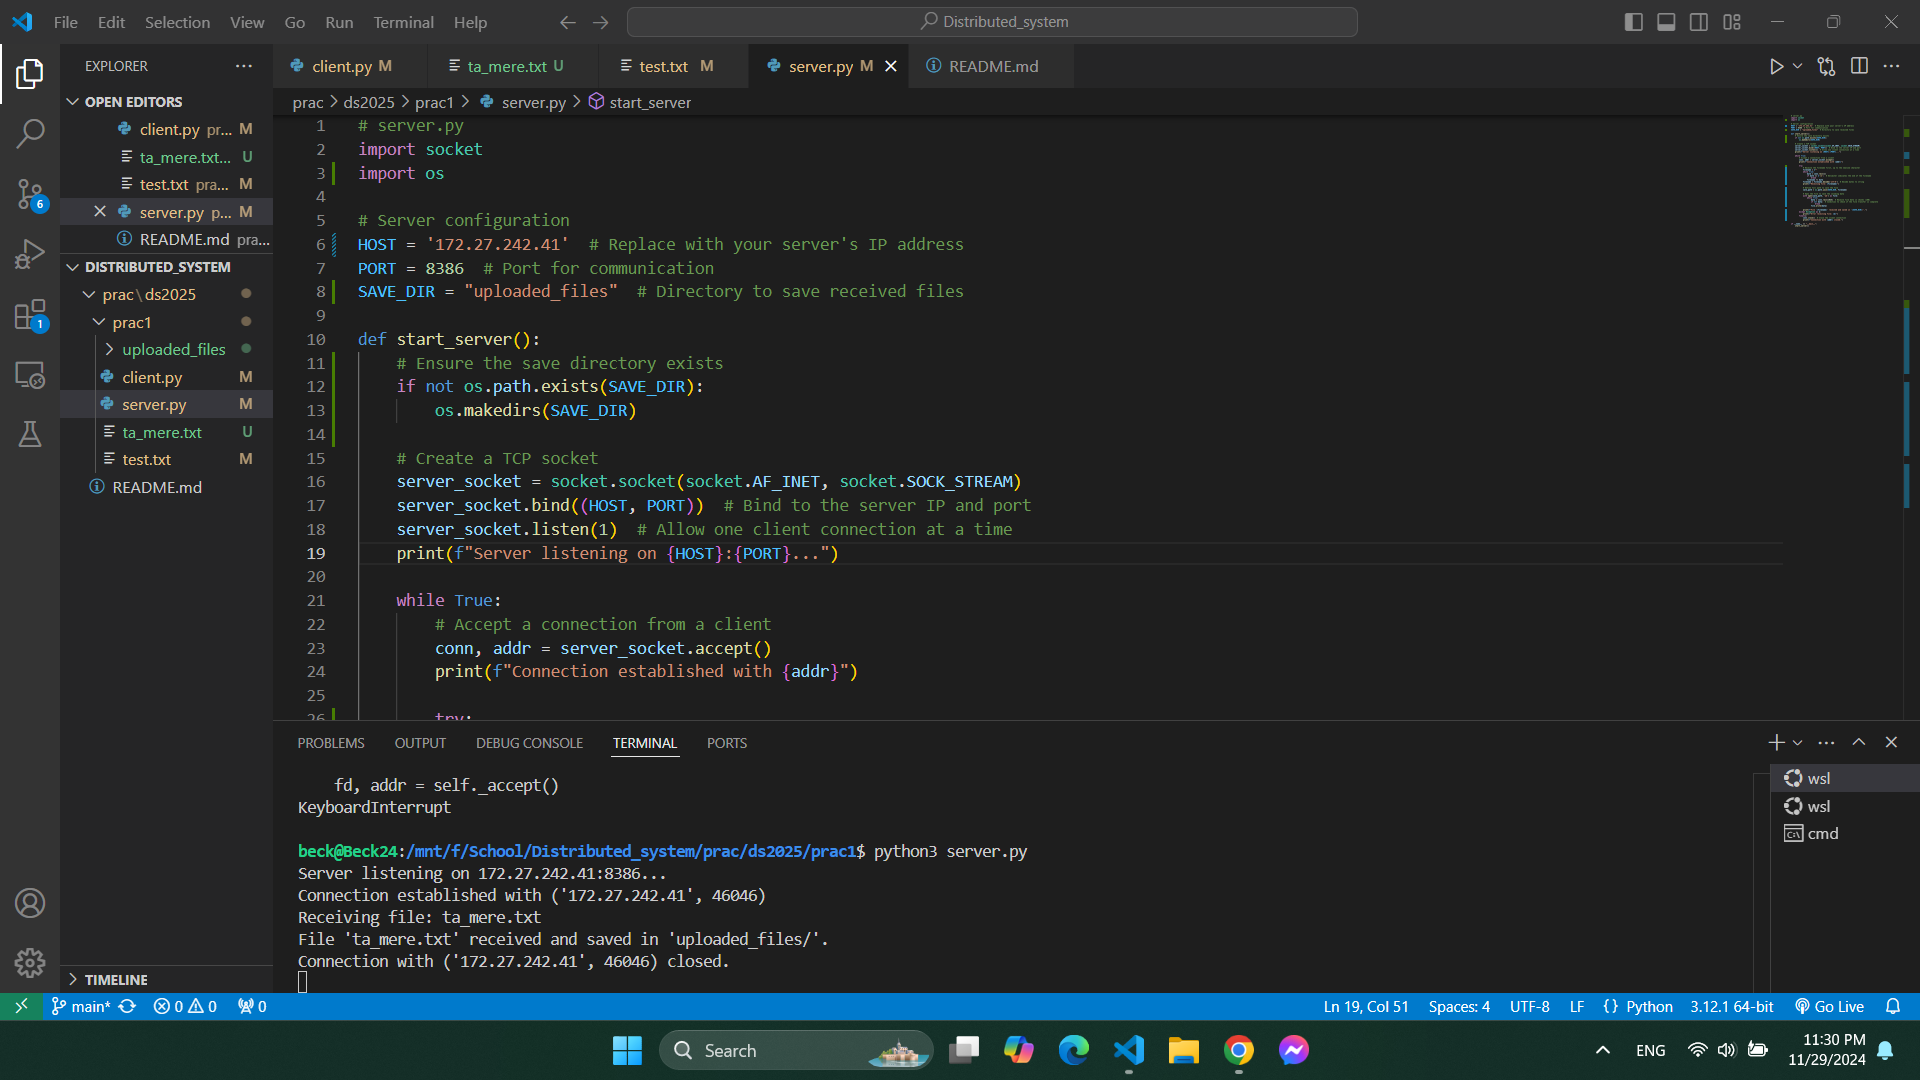 File Edit Selection View Go Run Terminal Help
Distributed_system
EXPLORER
client.py M
ta_mere.txt U
test.txt M
server.py M
README.md
OPEN EDITORS
client.py pr... M
ta_mere.txt... U
test.txt pra... M
server.py p... M
README.md pra...
DISTRIBUTED_SYSTEM
prac\ds2025
prac1
uploaded_files
client.py M
server.py M
ta_mere.txt U
test.txt M
README.md
TIMELINE
6
1
prac > ds2025 > prac1 > server.py > start_server
1 # server.py
2 import socket
3 import os
4
5 # Server configuration
6 HOST = '172.27.242.41'  # Replace with your server's IP address
7 PORT = 8386  # Port for communication
8 SAVE_DIR = "uploaded_files"  # Directory to save received files
9
10 def start_server():
11 # Ensure the save directory exists
12 if not os.path.exists(SAVE_DIR):
13 os.makedirs(SAVE_DIR)
14
15 # Create a TCP socket
16 server_socket = socket.socket(socket.AF_INET, socket.SOCK_STREAM)
17 server_socket.bind((HOST, PORT))  # Bind to the server IP and port
18 server_socket.listen(1)  # Allow one client connection at a time
19 print(f"Server listening on {HOST}:{PORT}...")
20
21 while True:
22 # Accept a connection from a client
23 conn, addr = server_socket.accept()
24 print(f"Connection established with {addr}")
25
26 try:
PROBLEMS OUTPUT DEBUG CONSOLE TERMINAL PORTS
fd, addr = self._accept()
KeyboardInterrupt
beck@Beck24:/mnt/f/School/Distributed_system/prac/ds2025/prac1$ python3 server.py
Server listening on 172.27.242.41:8386...
Connection established with ('172.27.242.41', 46046)
Receiving file: ta_mere.txt
File 'ta_mere.txt' received and saved in 'uploaded_files/'.
Connection with ('172.27.242.41', 46046) closed.
wsl
wsl
cmd
main* 0 0 0
Ln 19, Col 51 Spaces: 4 UTF-8 LF {} Python 3.12.1 64-bit Go Live
Search
ENG
11:30 PM
11/29/2024